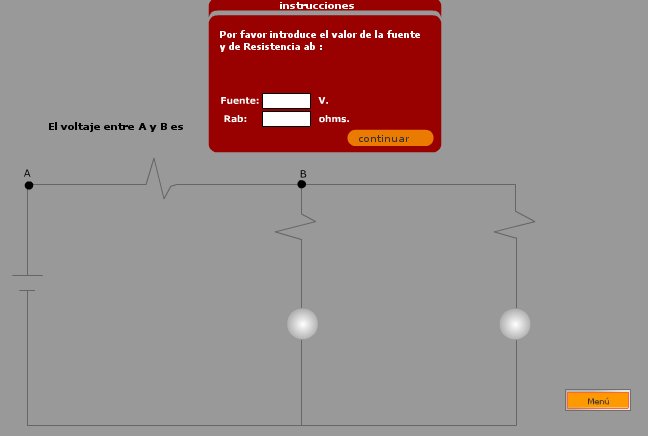 instrucciones
Por favor introduce el valor de la fuente
y de Resistencia ab :
Fuente: V.
Rab: ohms.
continuar
El voltaje entre A y B es
A
B
Menú